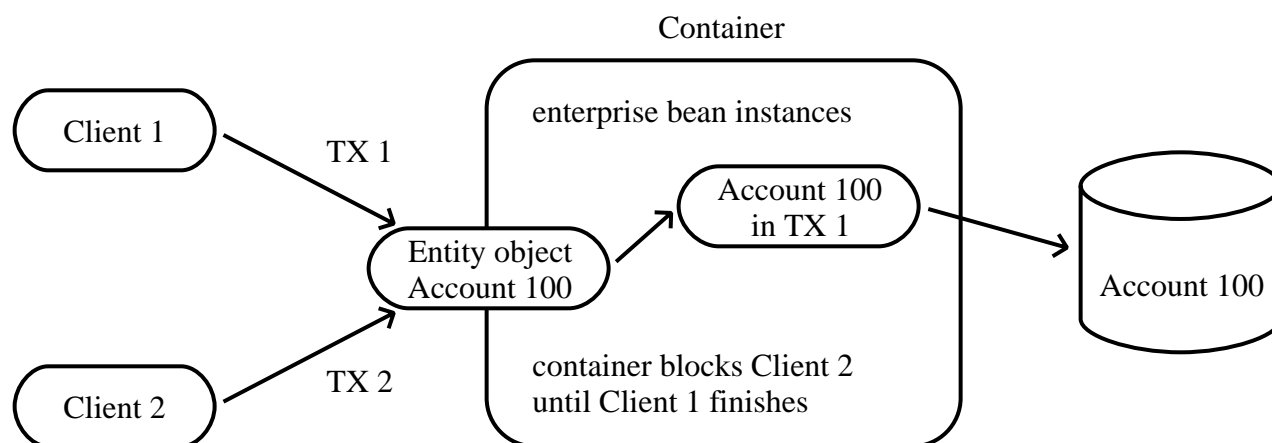 Container
enterprise bean instances
Client 1
TX 1
Account 100
in TX 1
Entity object
Account 100
Account 100
container blocks Client 2
until Client 1 finishes
TX 2
Client 2